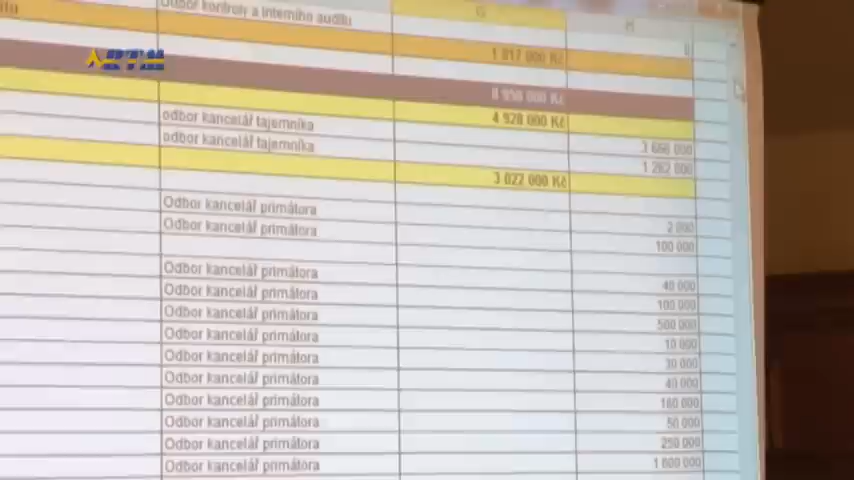 Odbor kontroly a interního auditu
G
H
0
1 817 000 Kč
RTM
8 950 000 Kč
4 928 000 Kč
odbor kancelář tajemníka 3 666 000
odbor kancelář tajemníka 1 262 000
3 022 000 Kč
Odbor kancelář primátora 2 000
Odbor kancelář primátora 100 000
Odbor kancelář primátora 40 000
Odbor kancelář primátora 100 000
Odbor kancelář primátora 500 000
Odbor kancelář primátora 10 000
Odbor kancelář primátora 30 000
Odbor kancelář primátora 40 000
Odbor kancelář primátora 180 000
Odbor kancelář primátora 50 000
Odbor kancelář primátora 250 000
Odbor kancelář primátora 1 800 000